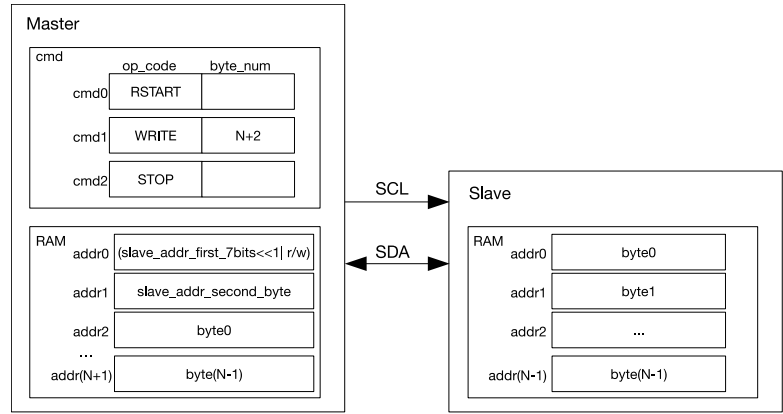 Master
cmd
op_code byte_num
cmd0 RSTART
cmd1 WRITE N+2
cmd2 STOP
RAM
addr0 (slave_addr_first_7bits<<1| r/w)
addr1 slave_addr_second_byte
addr2 byte0
...
addr(N+1) byte(N-1)
SCL
SDA
Slave
RAM
addr0 byte0
addr1 byte1
addr2 ...
addr(N-1) byte(N-1)